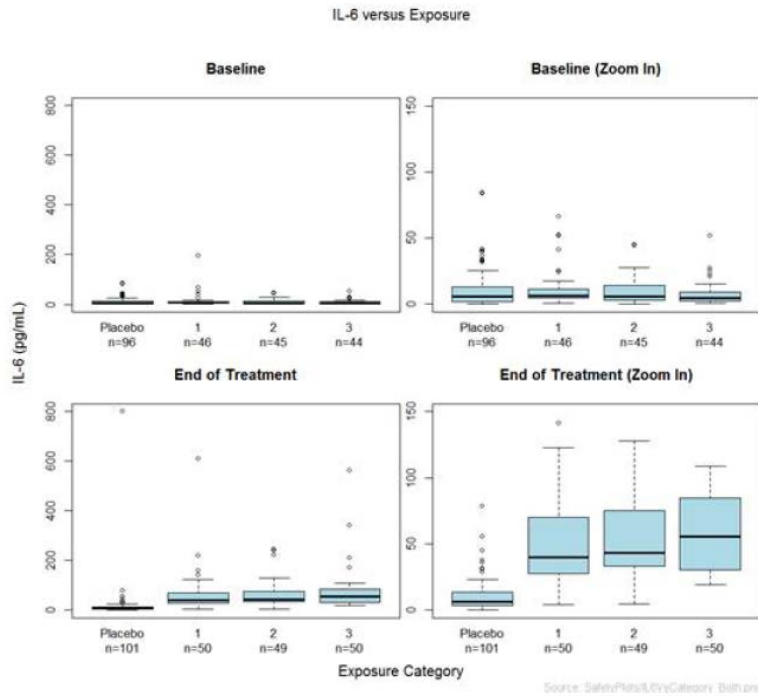 IL-6 versus Exposure
Baseline
Baseline (Zoom In)
800
600
400
200
0
150
100
50
0
Placebo 1 2 3
n=96 n=46 n=45 n=44
Placebo 1 2 3
n=96 n=46 n=45 n=44
IL-6 (pg/mL)
End of Treatment
End of Treatment (Zoom In)
800
600
400
200
0
150
100
50
0
Placebo 1 2 3
n=101 n=50 n=49 n=50
Placebo 1 2 3
n=101 n=50 n=49 n=50
Exposure Category